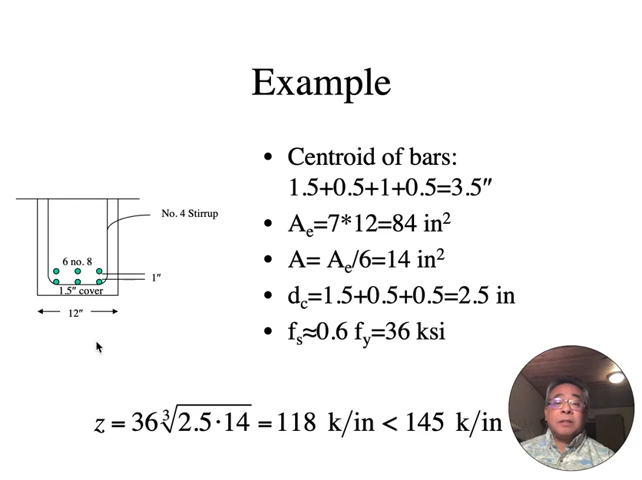 Example
• Centroid of bars:
1.5+0.5+1+0.5=3.5″
• Aₑ=7*12=84 in²
• A= Aₑ/6=14 in²
• d_c=1.5+0.5+0.5=2.5 in
• fₛ≈0.6 f_y=36 ksi
No. 4 Stirrup
6 no. 8
1″
1.5″ cover
12″
z = 36∛2.5·14 = 118 k/in < 145 k/in